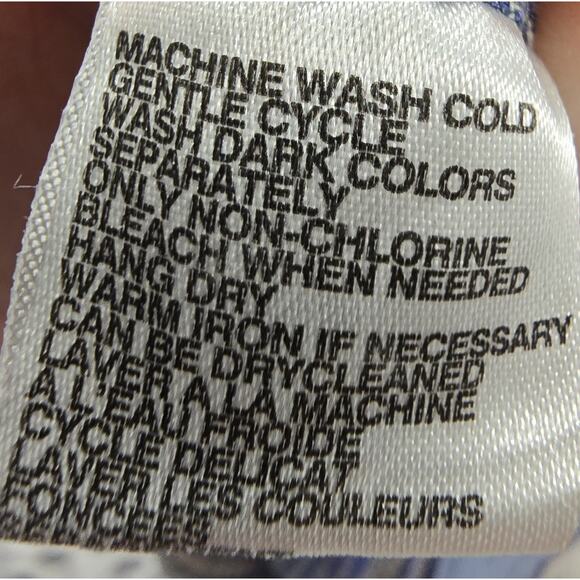 MACHINE WASH COLD
GENTLE CYCLE
WASH DARK COLORS
SEPARATELY
ONLY NON-CHLORINE
BLEACH WHEN NEEDED
HANG DRY
WARM IRON IF NECESSARY
CAN BE DRYCLEANED
LAVER A LA MACHINE
A L'EAU FROIDE
CYCLE DELICAT
LAVER LES COULEURS
FONCEES